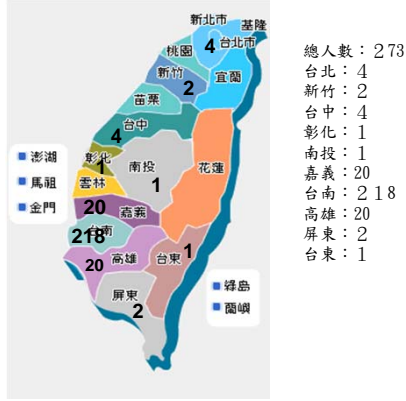 新北市
基隆
台北市
4
桃園
新竹
2
宜蘭
苗栗
台中
4
彰化
1
南投
1
花蓮
雲林
澎湖
馬祖
金門
20
嘉義
218
台南
20
高雄
台東
1
屏東
2
綠島
蘭嶼
總人數：273
台北：4
新竹：2
台中：4
彰化：1
南投：1
嘉義：20
台南：218
高雄：20
屏東：2
台東：1